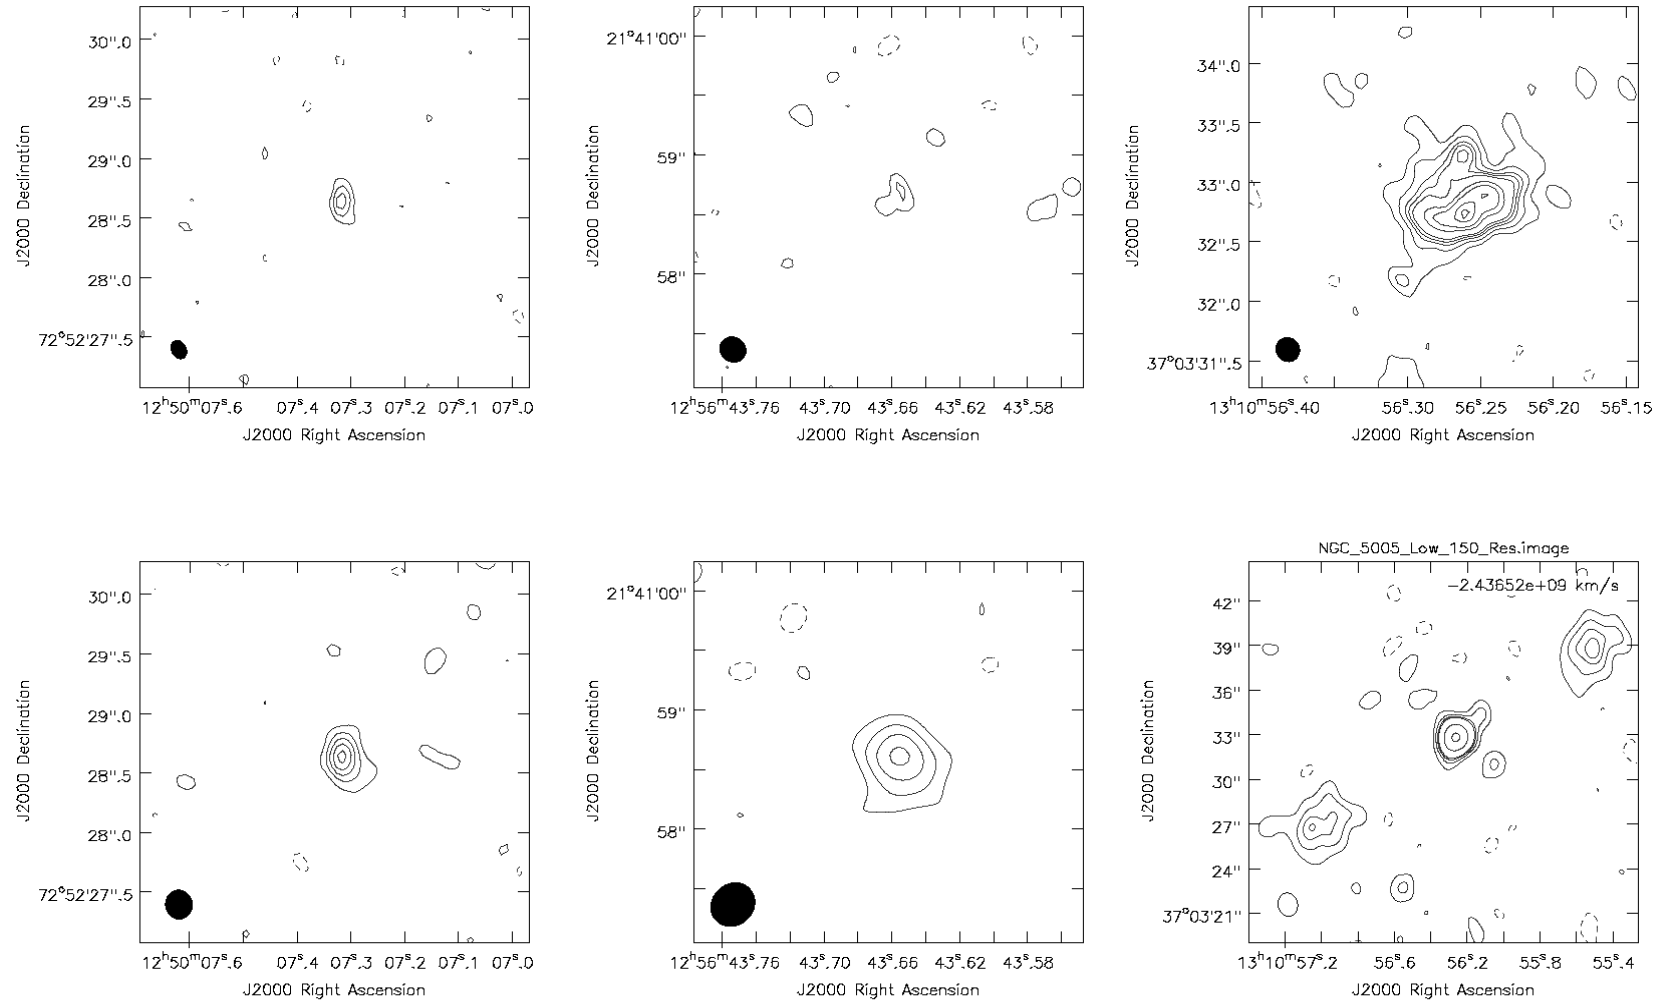 30".0
29".5
29".0
28".5
28".0
72°52'27".5
J2000 Declination
12ʰ50ᵐ07ˢ.6 07ˢ.4 07ˢ.3 07ˢ.2 07ˢ.1 07ˢ.0
J2000 Right Ascension
21°41'00"
59"
58"
J2000 Declination
12ʰ56ᵐ43ˢ.76 43ˢ.70 43ˢ.66 43ˢ.62 43ˢ.58
J2000 Right Ascension
34".0
33".5
33".0
32".5
32".0
37°03'31".5
J2000 Declination
13ʰ10ᵐ56ˢ.40 56ˢ.30 56ˢ.25 56ˢ.20 56ˢ.15
J2000 Right Ascension
30".0
29".5
29".0
28".5
28".0
72°52'27".5
J2000 Declination
12ʰ50ᵐ07ˢ.6 07ˢ.4 07ˢ.3 07ˢ.2 07ˢ.1 07ˢ.0
J2000 Right Ascension
21°41'00"
59"
58"
J2000 Declination
12ʰ56ᵐ43ˢ.76 43ˢ.70 43ˢ.66 43ˢ.62 43ˢ.58
J2000 Right Ascension
NGC_5005_Low_150_Res.image
-2.43652e+09 km/s
42"
39"
36"
33"
30"
27"
24"
37°03'21"
J2000 Declination
13ʰ10ᵐ57ˢ.2 56ˢ.6 56ˢ.2 55ˢ.8 55ˢ.4
J2000 Right Ascension